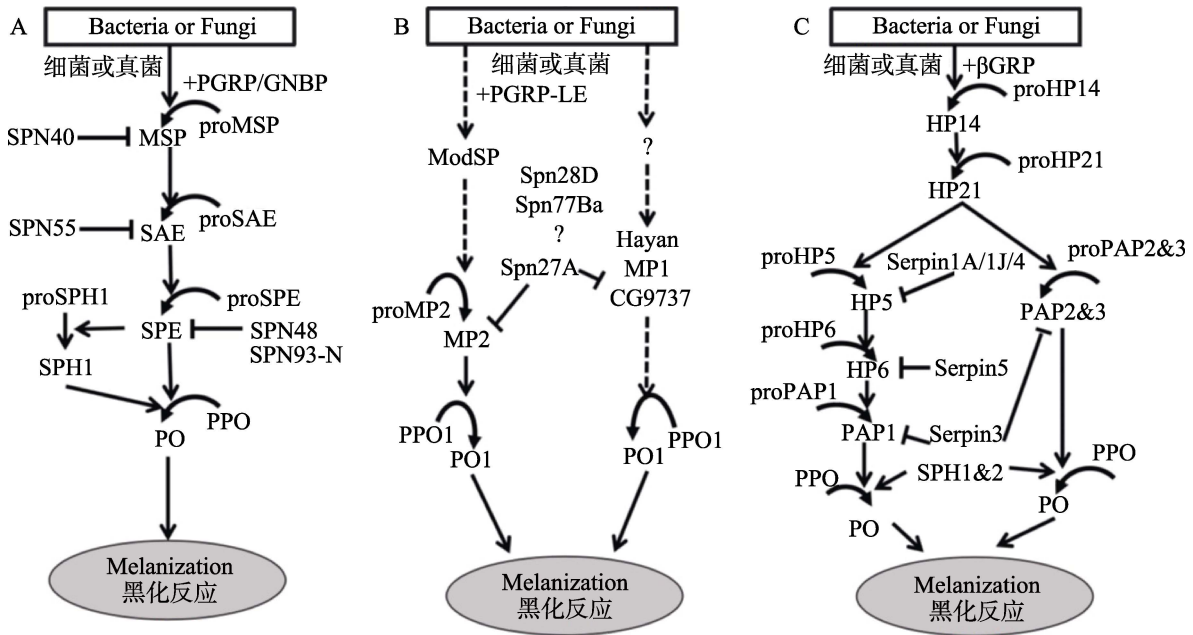 A
Bacteria or Fungi
细菌或真菌
+PGRP/GNBP
proMSP
SPN40
MSP
proSAE
SPN55
SAE
proSPH1
proSPE
SPE
SPN48
SPN93-N
SPH1
PPO
PO
Melanization
黑化反应
B
Bacteria or Fungi
细菌或真菌
+PGRP-LE
?
ModSP
Spn28D
Spn77Ba
?
Spn27A
Hayan
MP1
CG9737
proMP2
MP2
PPO1
PO1
PPO1
PO1
Melanization
黑化反应
C
Bacteria or Fungi
细菌或真菌
+βGRP
proHP14
HP14
proHP21
HP21
proHP5
Serpin1A/1J/4
proPAP2&3
HP5
PAP2&3
proHP6
HP6
Serpin5
proPAP1
PAP1
Serpin3
PPO
SPH1&2
PPO
PO
PO
Melanization
黑化反应